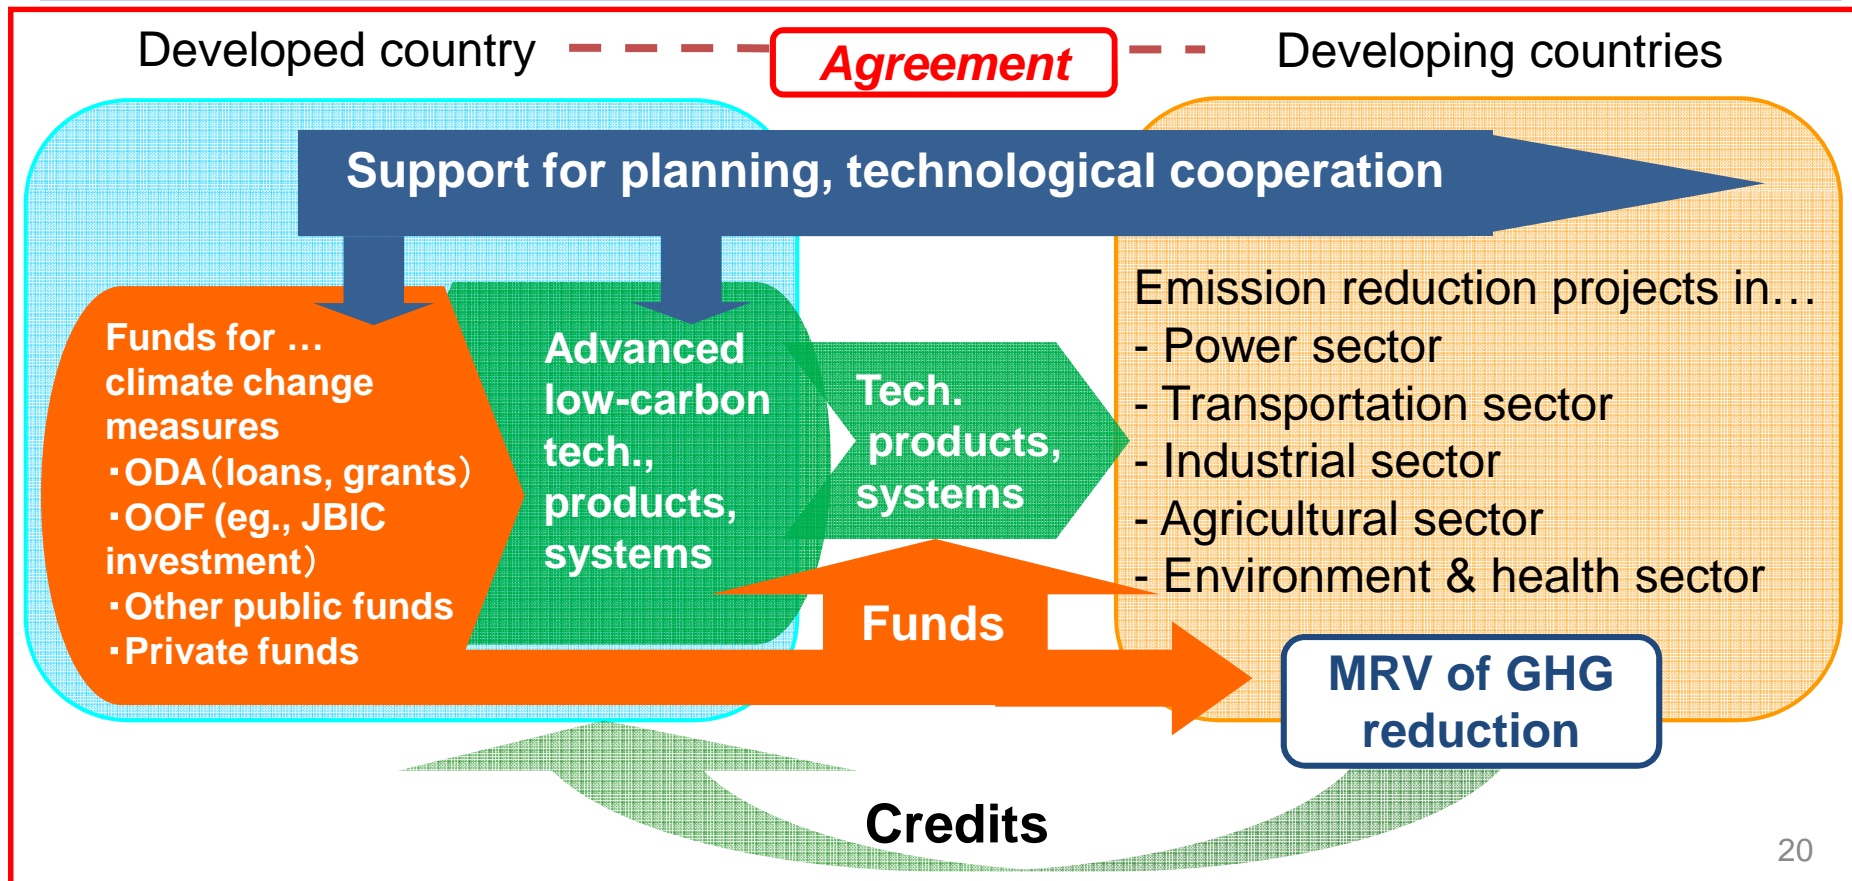 Developed country
Agreement
Developing countries
Support for planning, technological cooperation
Funds for …
climate change
measures
・ODA（loans, grants）
・OOF (eg., JBIC
investment）
・Other public funds
・Private funds
Advanced
low-carbon
tech.,
products,
systems
Tech.
products,
systems
Funds
Emission reduction projects in…
- Power sector
- Transportation sector
- Industrial sector
- Agricultural sector
- Environment & health sector
MRV of GHG
reduction
Credits
20